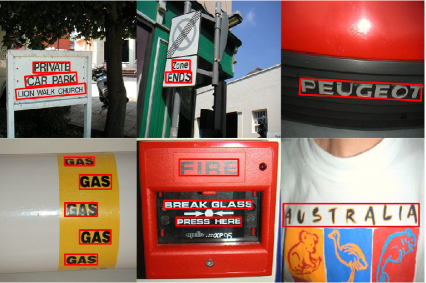 PRIVATE
CAR PARK
LION WALK CHURCH
Zone
ENDS
PEUGEOT
GAS
GAS
GAS
GAS
GAS
FIRE
BREAK GLASS
PRESS HERE
AUSTRALIA